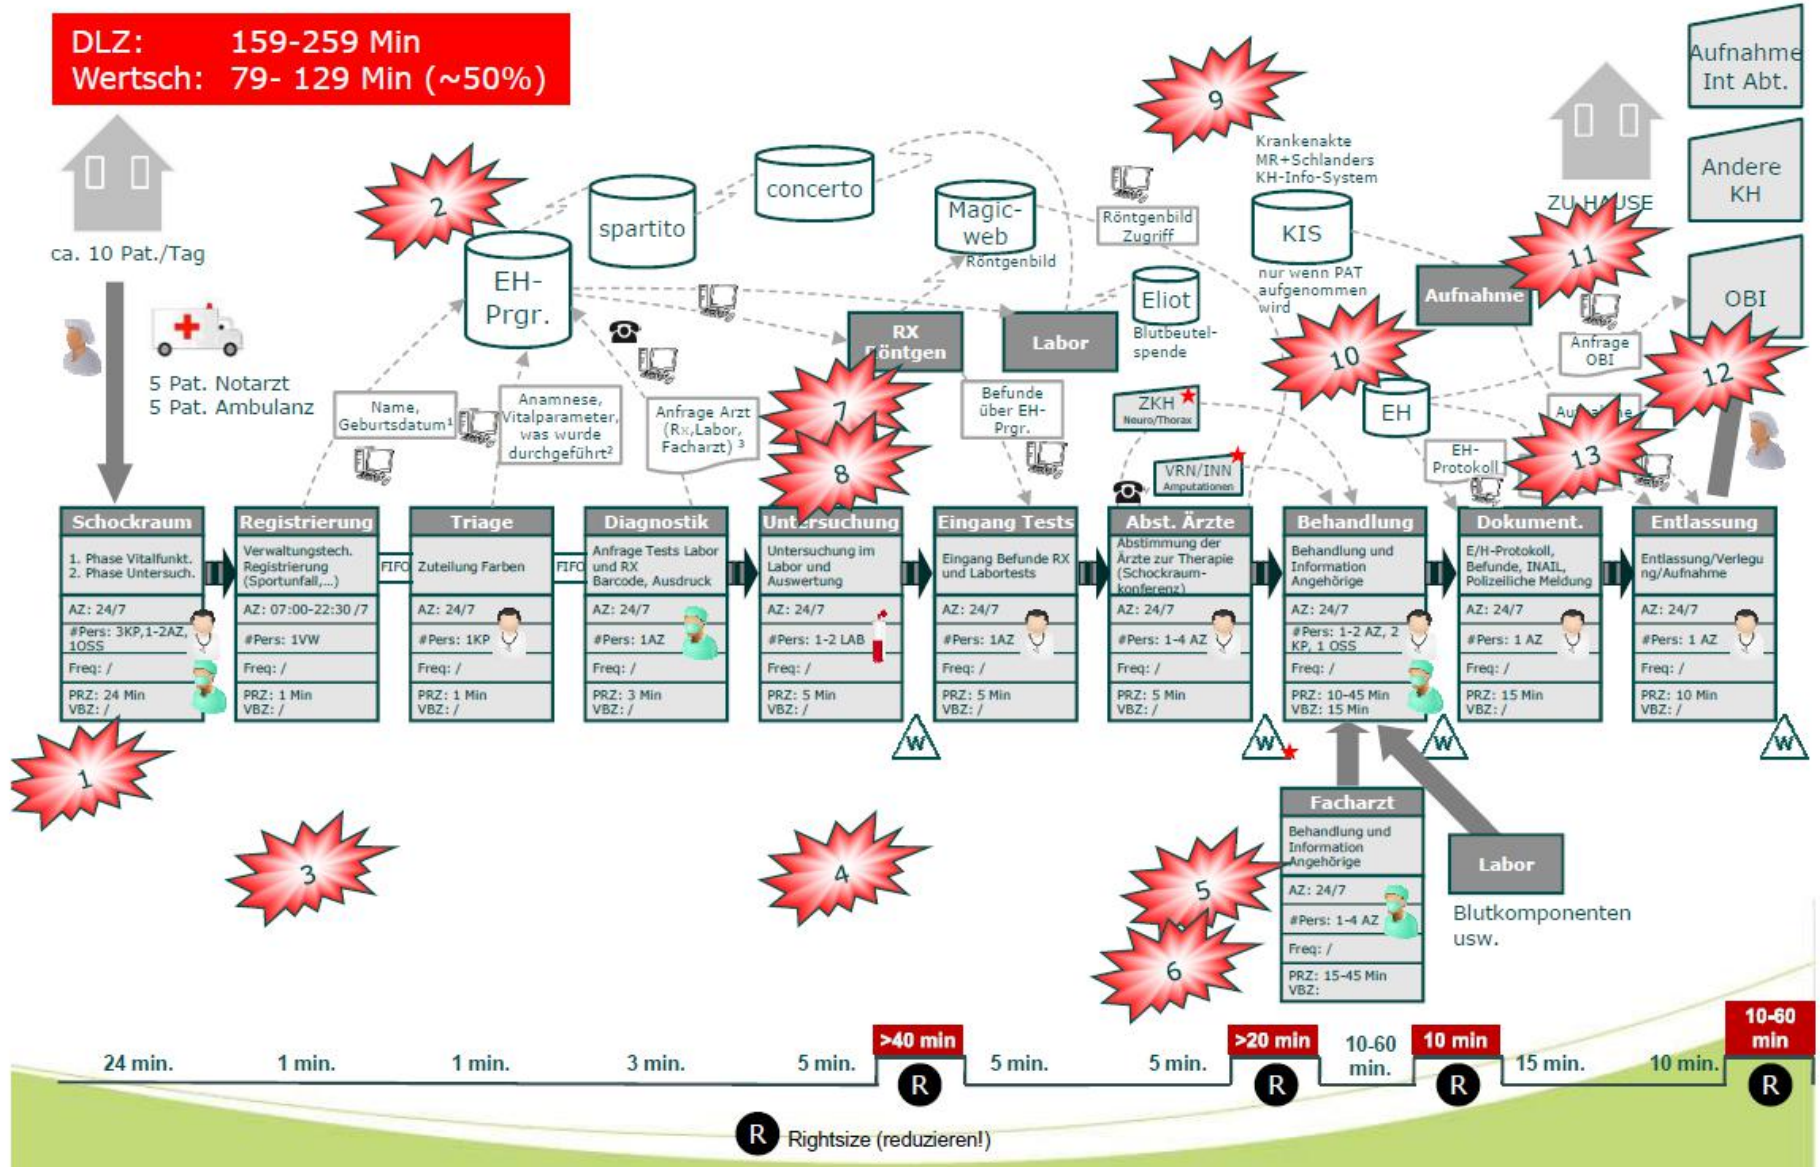 DLZ: 159-259 Min
Wertsch: 79- 129 Min (~50%)
ca. 10 Pat./Tag
5 Pat. Notarzt
5 Pat. Ambulanz
2
EH-
Prgr.
spartito
concerto
Magic-
web
Röntgenbild
9
Krankenakte
MR+Schlanders
KH-Info-System
KIS
nur wenn PAT
aufgenommen
wird
Röntgenbild
Zugriff
Eliot
Blutbeutel-
spende
RX
Röntgen
Labor
ZU HAUSE
11
Aufnahme
Aufnahme
Int Abt.
Andere
KH
OBI
Anfrage
OBI
12
10
EH
13
EH-
Protokoll
Name,
Geburtsdatum¹
Anamnese,
Vitalparameter,
was wurde
durchgeführt²
Anfrage Arzt
(Rx,Labor,
Facharzt) ³
7
8
Befunde
über EH-
Prgr.
ZKH
Neuro/Thorax
VRN/INN
Amputationen
Schockraum
1. Phase Vitalfunkt.
2. Phase Untersuch.
AZ: 24/7
#Pers: 3KP,1-2AZ,
1OSS
Freq: /
PRZ: 24 Min
VBZ: /
Registrierung
Verwaltungstech.
Registrierung
(Sportunfall,...)
AZ: 07:00-22:30 /7
#Pers: 1VW
Freq: /
PRZ: 1 Min
VBZ: /
FIFO
Triage
Zuteilung Farben
AZ: 24/7
#Pers: 1KP
Freq: /
PRZ: 1 Min
VBZ: /
FIFO
Diagnostik
Anfrage Tests Labor
und RX
Barcode, Ausdruck
AZ: 24/7
#Pers: 1AZ
Freq: /
PRZ: 3 Min
VBZ: /
Untersuchung
Untersuchung im
Labor und
Auswertung
AZ: 24/7
#Pers: 1-2 LAB
Freq: /
PRZ: 5 Min
VBZ: /
W
Eingang Tests
Eingang Befunde RX
und Labortests
AZ: 24/7
#Pers: 1AZ
Freq: /
PRZ: 5 Min
VBZ: /
Abst. Ärzte
Abstimmung der
Ärzte zur Therapie
(Schockraum-
konferenz)
AZ: 24/7
#Pers: 1-4 AZ
Freq: /
PRZ: 5 Min
VBZ: /
W
Behandlung
Behandlung und
Information
Angehörige
AZ: 24/7
#Pers: 1-2 AZ, 2
KP, 1 OSS
Freq: /
PRZ: 10-45 Min
VBZ: 15 Min
W
Dokument.
E/H-Protokoll,
Befunde, INAIL,
Polizeiliche Meldung
AZ: 24/7
#Pers: 1 AZ
Freq: /
PRZ: 15 Min
VBZ: /
Entlassung
Entlassung/Verlegu
ng/Aufnahme
AZ: 24/7
#Pers: 1 AZ
Freq: /
PRZ: 10 Min
VBZ: /
W
1
3
4
5
6
Facharzt
Behandlung und
Information
Angehörige
AZ: 24/7
#Pers: 1-4 AZ
Freq: /
PRZ: 15-45 Min
VBZ:
Labor
Blutkomponenten
usw.
24 min.
1 min.
1 min.
3 min.
5 min.
>40 min
R
5 min.
5 min.
>20 min
R
10-60
min.
10 min
R
15 min.
10 min.
10-60
min
R
R Rightsize (reduzieren!)